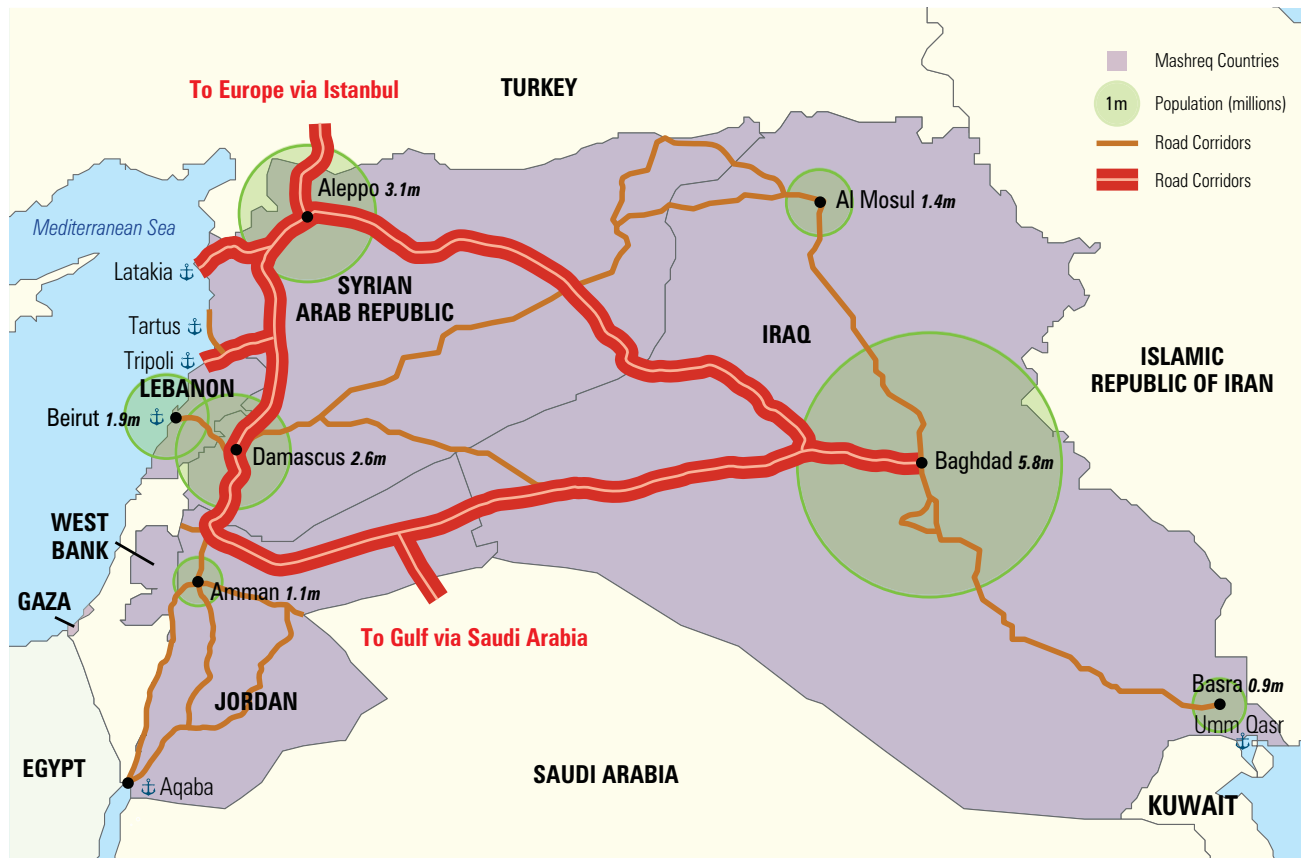 To Europe via Istanbul
TURKEY
Mashreq Countries
1m Population (millions)
Road Corridors
Road Corridors
Aleppo 3.1m
Al Mosul 1.4m
Mediterranean Sea
Latakia
SYRIAN
ARAB REPUBLIC
Tartus
Tripoli
IRAQ
ISLAMIC
REPUBLIC OF IRAN
LEBANON
Beirut 1.9m
Damascus 2.6m
Baghdad 5.8m
WEST
BANK
Amman 1.1m
GAZA
To Gulf via Saudi Arabia
JORDAN
Basra 0.9m
Umm Qasr
EGYPT
Aqaba
SAUDI ARABIA
KUWAIT